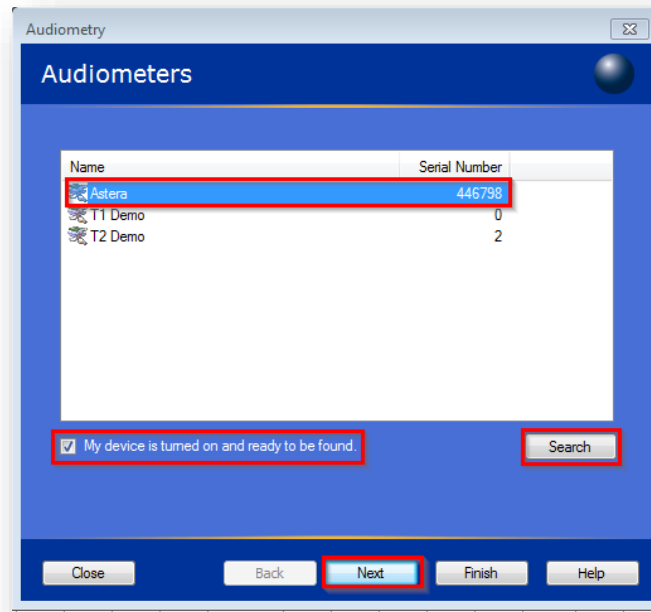 Audiometry
Audiometers
Name Serial Number
Astera 446798
T1 Demo 0
T2 Demo 2
My device is turned on and ready to be found.
Search
Close Back Next Finish Help